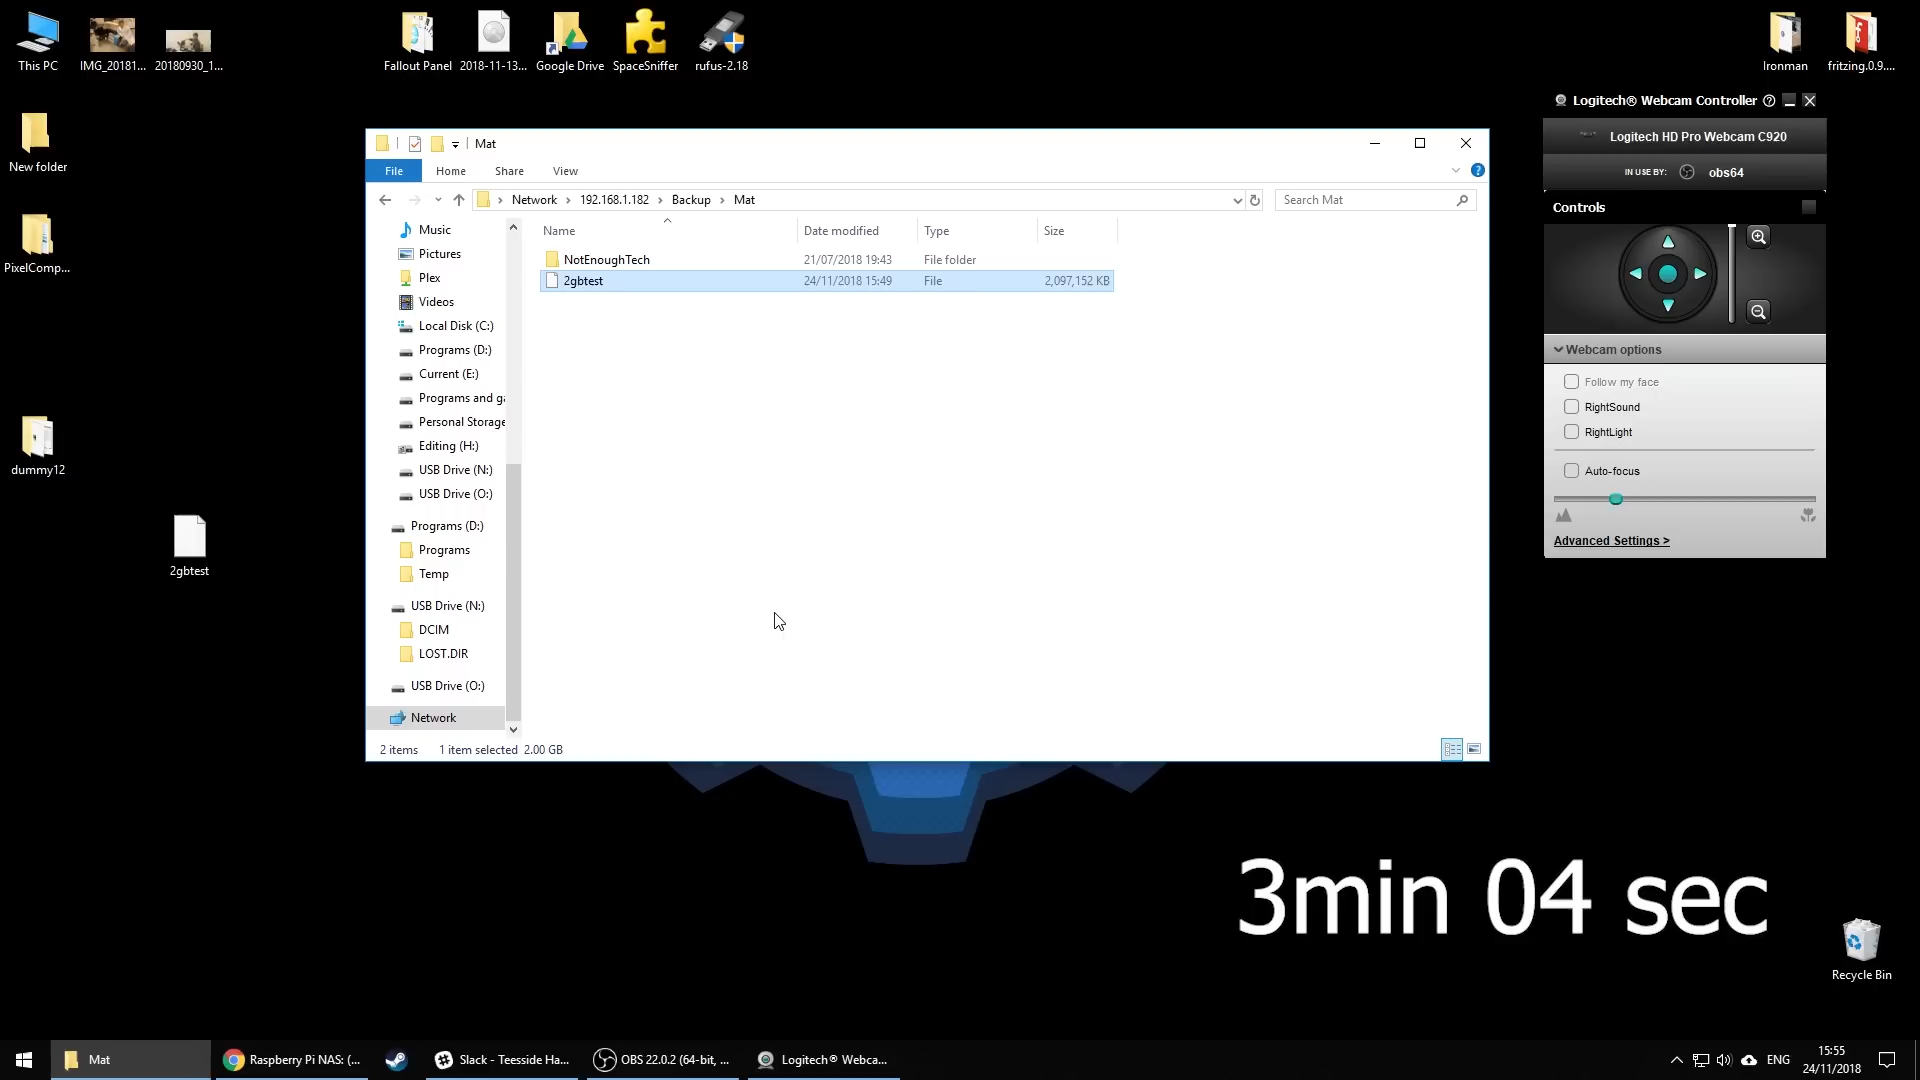 This PC
IMG_20181...
20180930_1...
Fallout Panel
2018-11-13...
Google Drive
SpaceSniffer
rufus-2.18
Ironman
fritzing.0.9....
New folder
PixelComp...
dummy12
2gbtest
Mat
File
Home
Share
View
Network
192.168.1.182
Backup
Mat
Search Mat
Name
Date modified
Type
Size
NotEnoughTech
21/07/2018 19:43
File folder
2gbtest
24/11/2018 15:49
File
2,097,152 KB
Music
Pictures
Plex
Videos
Local Disk (C:)
Programs (D:)
Current (E:)
Programs and ga
Personal Storage
Editing (H:)
USB Drive (N:)
USB Drive (O:)
Programs (D:)
Programs
Temp
USB Drive (N:)
DCIM
LOST.DIR
USB Drive (O:)
Network
2 items
1 item selected 2.00 GB
Logitech® Webcam Controller
Logitech HD Pro Webcam C920
IN USE BY:
obs64
Controls
Webcam options
Follow my face
RightSound
RightLight
Auto-focus
Advanced Settings >
3min 04 sec
Recycle Bin
Mat
Raspberry Pi NAS: (...
Slack - Teesside Ha...
OBS 22.0.2 (64-bit, ...
Logitech® Webca...
ENG
15:55
24/11/2018